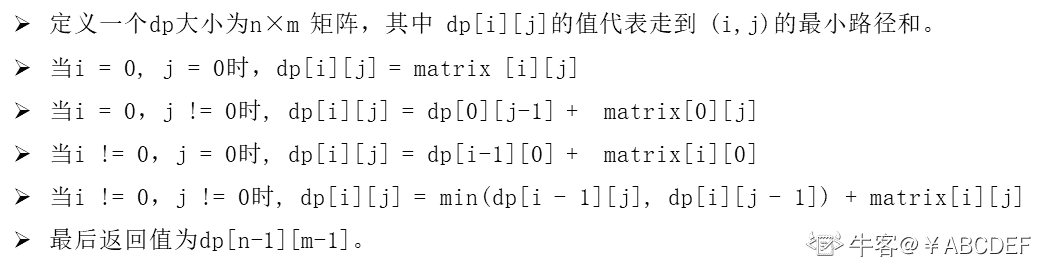 ➢ 定义一个dp大小为n×m 矩阵，其中 dp[i][j]的值代表走到 (i,j)的最小路径和。
➢ 当i = 0, j = 0时，dp[i][j] = matrix [i][j]
➢ 当i = 0，j != 0时, dp[i][j] = dp[0][j-1] +  matrix[0][j]
➢ 当i != 0，j = 0时, dp[i][j] = dp[i-1][0] +  matrix[i][0]
➢ 当i != 0，j != 0时, dp[i][j] = min(dp[i - 1][j], dp[i][j - 1]) + matrix[i][j]
➢ 最后返回值为dp[n-1][m-1]。
牛客@￥ABCDEF